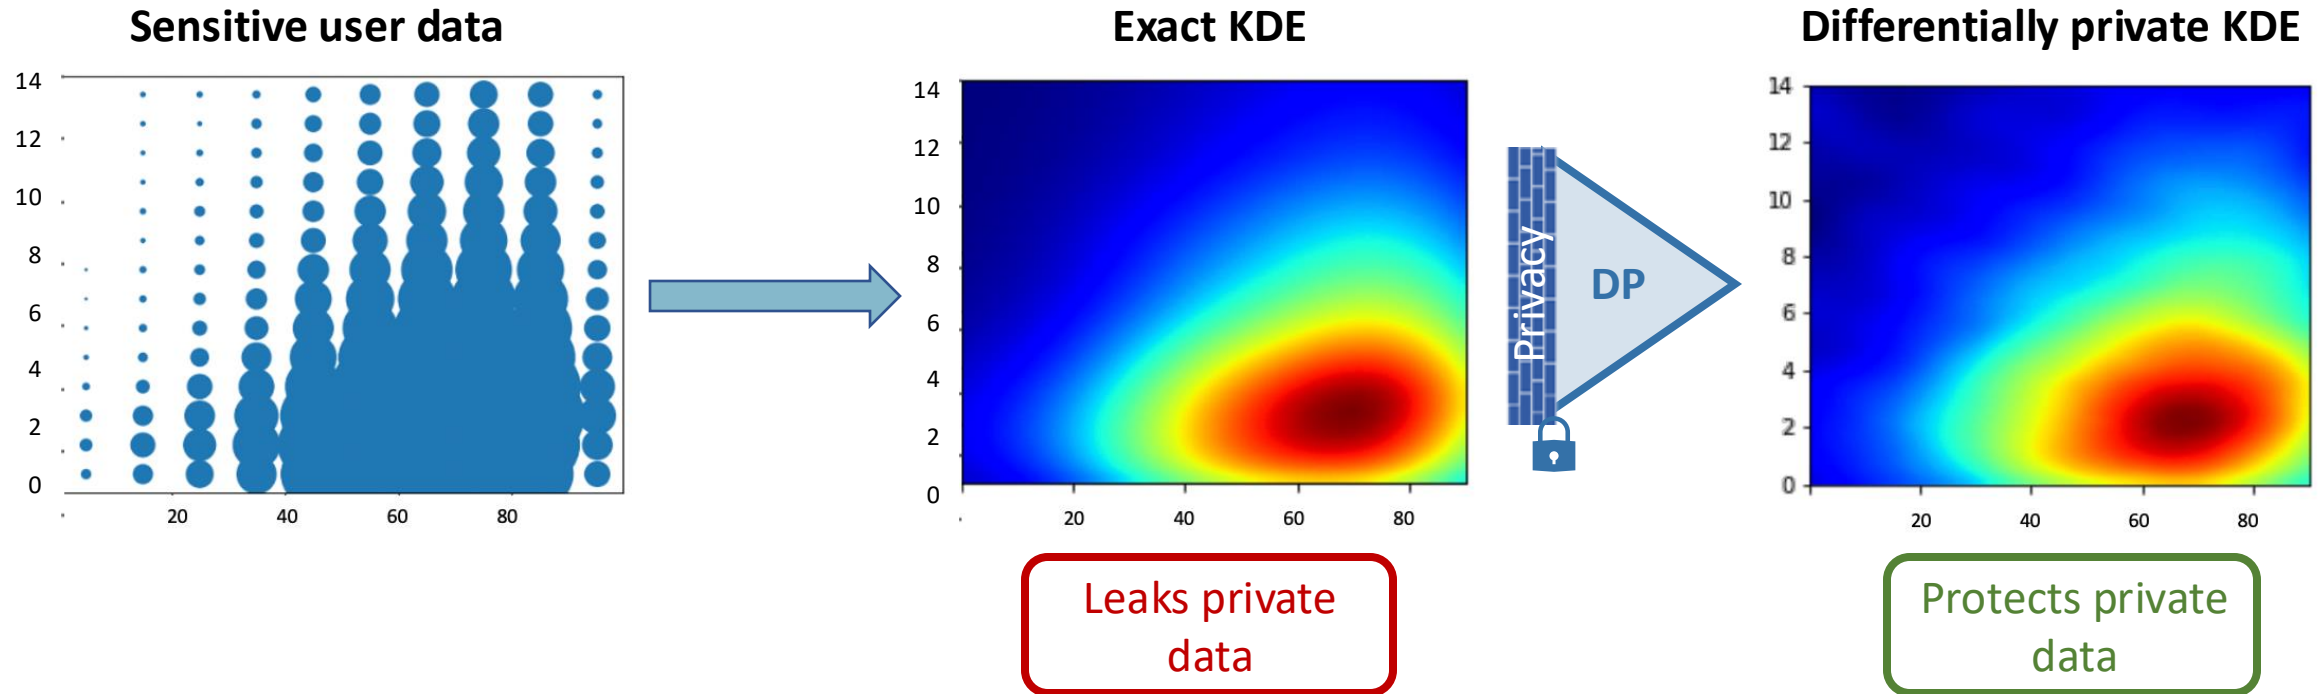 Sensitive user data
14
12
10
8
6
4
2
0
20 40 60 80
Exact KDE
14
12
10
8
6
4
2
0
20 40 60 80
Leaks private
data
Privacy
DP
Differentially private KDE
14
12
10
8
6
4
2
0
20 40 60 80
Protects private
data